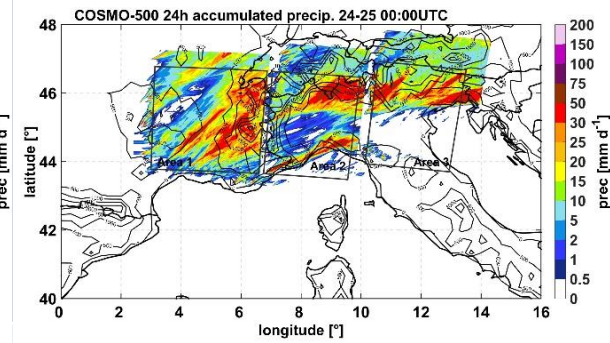 COSMO-500 24h accumulated precip. 24-25 00:00UTC
48
46
44
42
40
0 2 4 6 8 10 12 14 16
latitude [°]
longitude [°]
Area 1
Area 2
Area 3
200
150
100
75
50
30
25
20
15
10
5
2
1
0.5
0
prec [mm d⁻¹]
prec [mm d⁻¹]